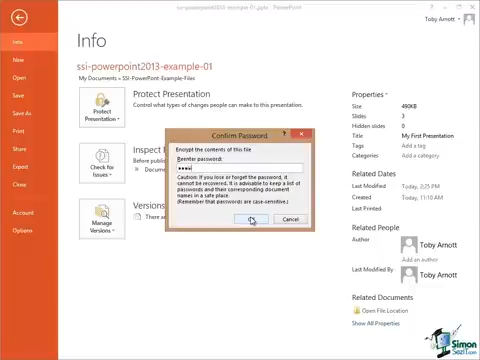 ssi-powerpoint2013-example-01.pptx - PowerPoint
Toby Arnott
Info
New
Open
Save
Save As
Print
Share
Export
Close
Account
Options
Info
ssi-powerpoint2013-example-01
My Documents » SSI-PowerPont-Example-Files
Protect
Presentation
Protect Presentation
Control what types of changes people can make to this presentation.
Check for
Issues
Inspect
Before publi
Docume
Manage
Versions
Versions
There ar
Confirm Password
?
Encrypt the contents of this file
Reenter password:
Caution: If you lose or forget the password, it
cannot be recovered. It is advisable to keep a list of
passwords and their corresponding document
names in a safe place.
(Remember that passwords are case-sensitive.)
OK
Cancel
Properties
Size 490KB
Slides 3
Hidden slides 0
Title My First Presentation
Tags Add a tag
Categories Add a category
Related Dates
Last Modified Today, 2:25 PM
Created Today, 11:10 AM
Last Printed
Related People
Author Toby Arnott
Add an author
Last Modified By Toby Arnott
Related Documents
Open File Location
Show All Properties
Simon
Sez IT